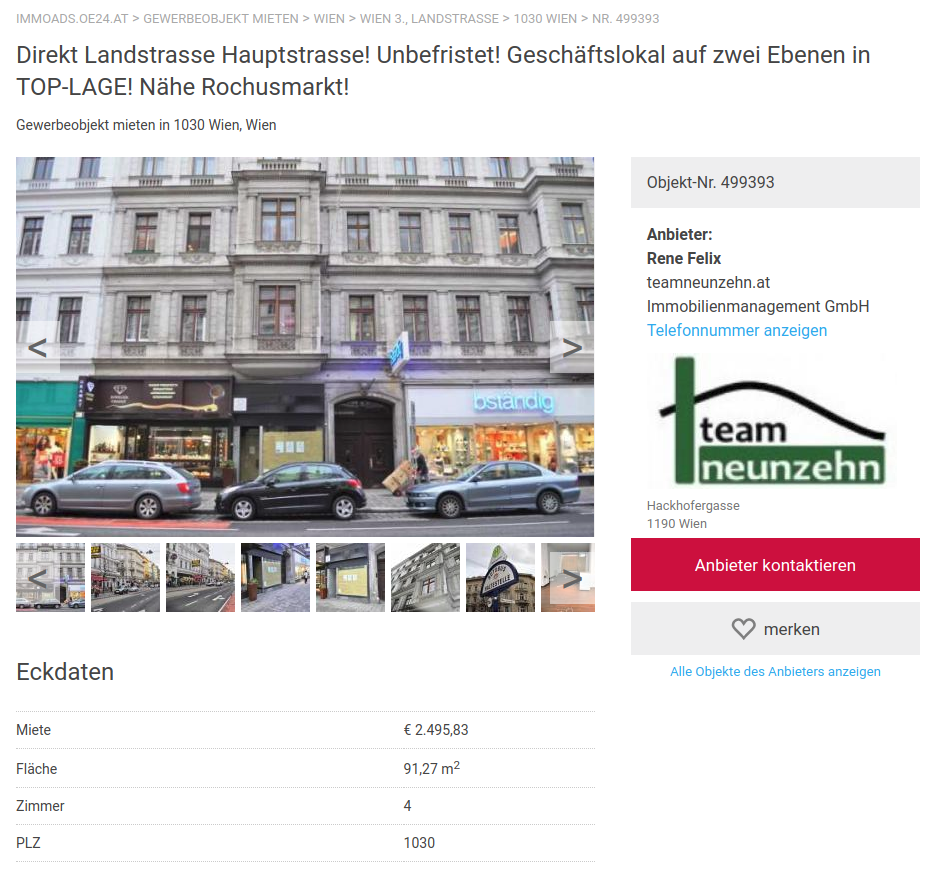 IMMOADS.OE24.AT > GEWERBEOBJEKT MIETEN > WIEN > WIEN 3., LANDSTRASSE > 1030 WIEN > NR. 499393
Direkt Landstrasse Hauptstrasse! Unbefristet! Geschäftslokal auf zwei Ebenen in
TOP-LAGE! Nähe Rochusmarkt!
Gewerbeobjekt mieten in 1030 Wien, Wien
bständig
<
>
<
>
Objekt-Nr. 499393
Anbieter:
Rene Felix
teamneunzehn.at
Immobilienmanagement GmbH
Telefonnummer anzeigen
team
neunzehn
Hackhofergasse
1190 Wien
Anbieter kontaktieren
merken
Alle Objekte des Anbieters anzeigen
Eckdaten
Miete € 2.495,83
Fläche 91,27 m²
Zimmer 4
PLZ 1030